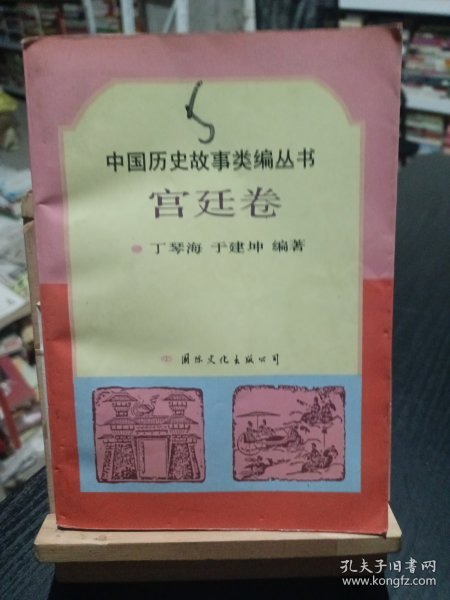 中国历史故事类编丛书
宫廷卷
丁琴海 于建坤 编著
国际文化出版公司
孔夫子旧书网
www.kongfz.com